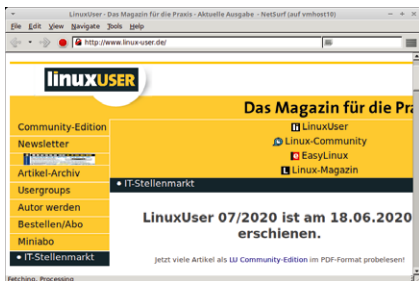 LinuxUser - Das Magazin für die Praxis - Aktuelle Ausgabe - NetSurf (auf vmhost10)
File Edit View Navigate Tools Help
http://www.linux-user.de/
linuxUSER
Das Magazin für die Pra
Community-Edition
Newsletter
Artikel-Archiv
Usergroups
Autor werden
Bestellen/Abo
Miniabo
• IT-Stellenmarkt
LinuxUser
Linux-Community
EasyLinux
Linux-Magazin
• IT-Stellenmarkt
LinuxUser 07/2020 ist am 18.06.2020
erschienen.
Jetzt viele Artikel als LU Community-Edition im PDF-Format probelesen!
Fetching, Processing